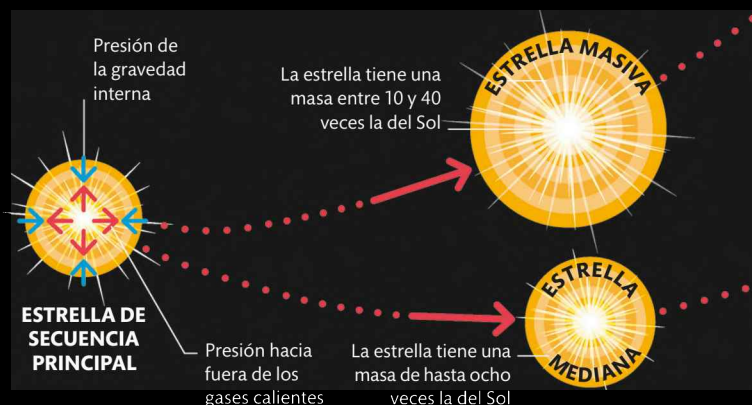 Presión de
la gravedad
interna
ESTRELLA DE
SECUENCIA
PRINCIPAL
Presión hacia
fuera de los
gases calientes
La estrella tiene una
masa entre 10 y 40
veces la del Sol
ESTRELLA MASIVA
La estrella tiene una
masa de hasta ocho
veces la del Sol
ESTRELLA
MEDIANA